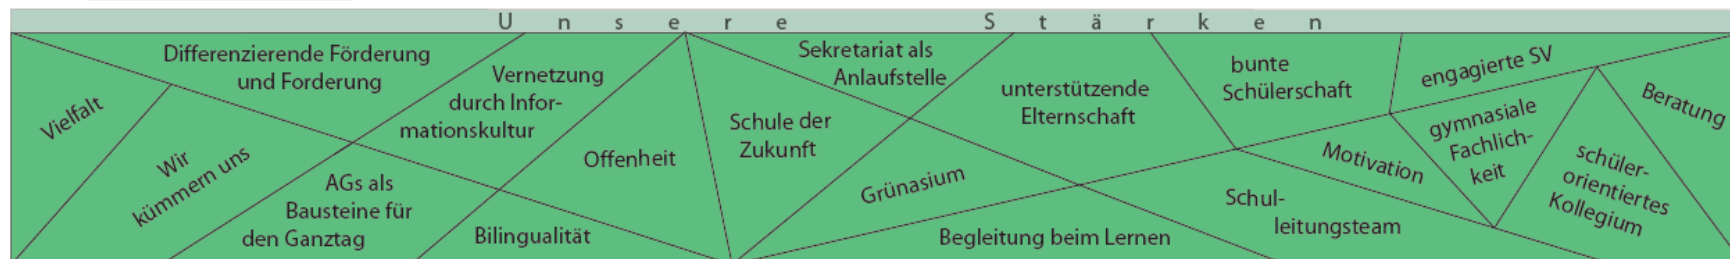 Unsere Stärken
Differenzierende Förderung
und Forderung
Vielfalt
Wir
kümmern uns
Vernetzung
durch Infor-
mationskultur
AGs als
Bausteine für
den Ganztag
Offenheit
Bilingualität
Schule der
Zukunft
Sekretariat als
Anlaufstelle
Grünasium
unterstützende
Elternschaft
Begleitung beim Lernen
bunte
Schülerschaft
Schul-
leitungsteam
Motivation
engagierte SV
gymnasiale
Fachlich-
keit
schüler-
orientiertes
Kollegium
Beratung